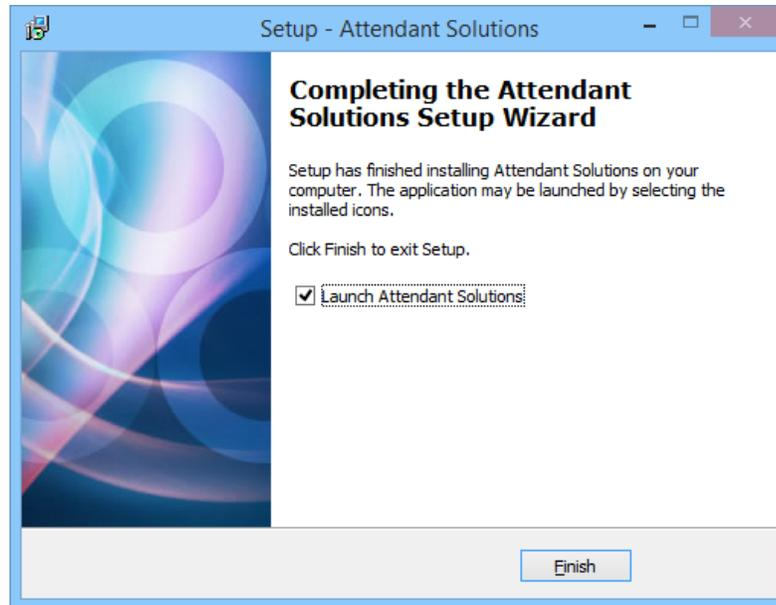 Setup - Attendant Solutions
Completing the Attendant
Solutions Setup Wizard
Setup has finished installing Attendant Solutions on your
computer. The application may be launched by selecting the
installed icons.
Click Finish to exit Setup.
Launch Attendant Solutions
Finish